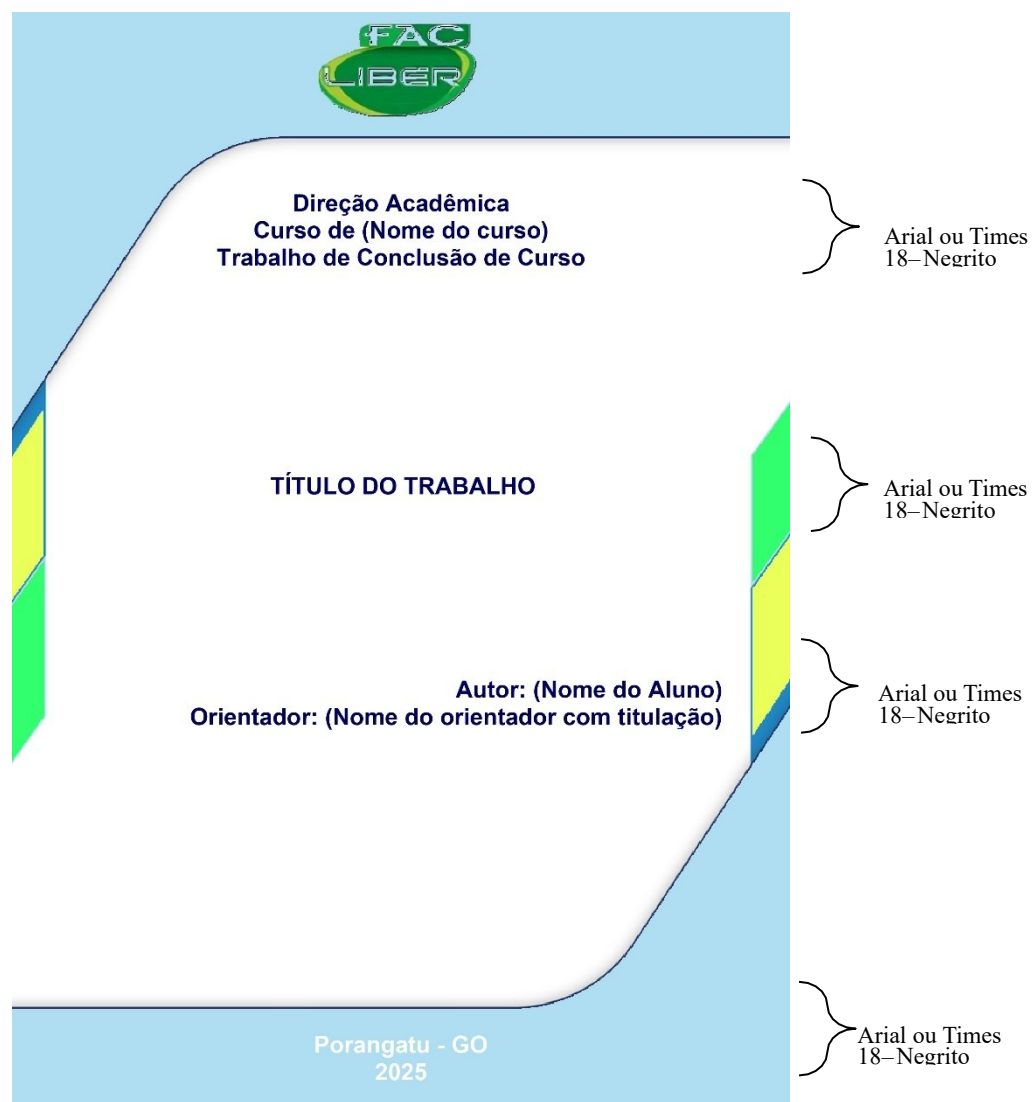 FAC
LIBER
Direção Acadêmica
Curso de (Nome do curso)
Trabalho de Conclusão de Curso
Arial ou Times
18–Negrito
TÍTULO DO TRABALHO
Arial ou Times
18–Negrito
Autor: (Nome do Aluno)
Orientador: (Nome do orientador com titulação)
Arial ou Times
18–Negrito
Porangatu - GO
2025
Arial ou Times
18–Negrito